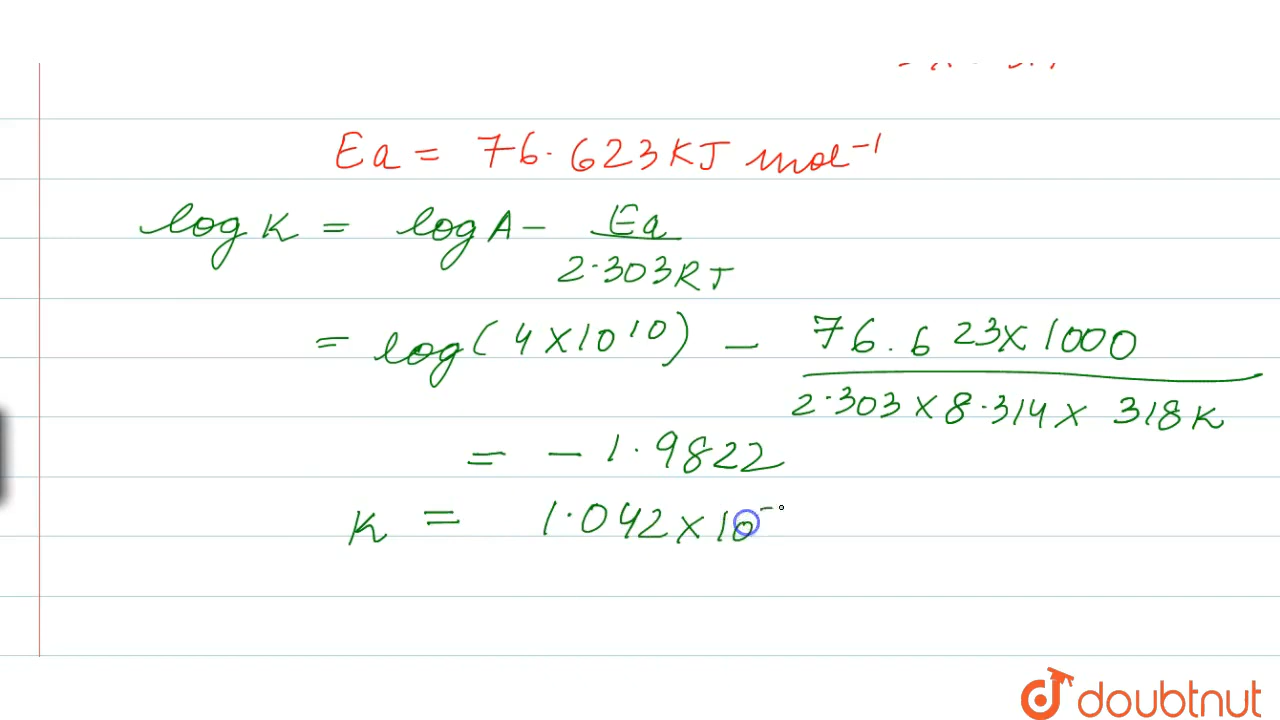 Ea = 76.623 KJ mol⁻¹
log K = log A - Ea / 2.303RT
= log(4 × 10¹⁰) - 76.623 × 1000 / 2.303 × 8.314 × 318 K
= - 1.9822
K = 1.042 × 10⁻
doubtnut